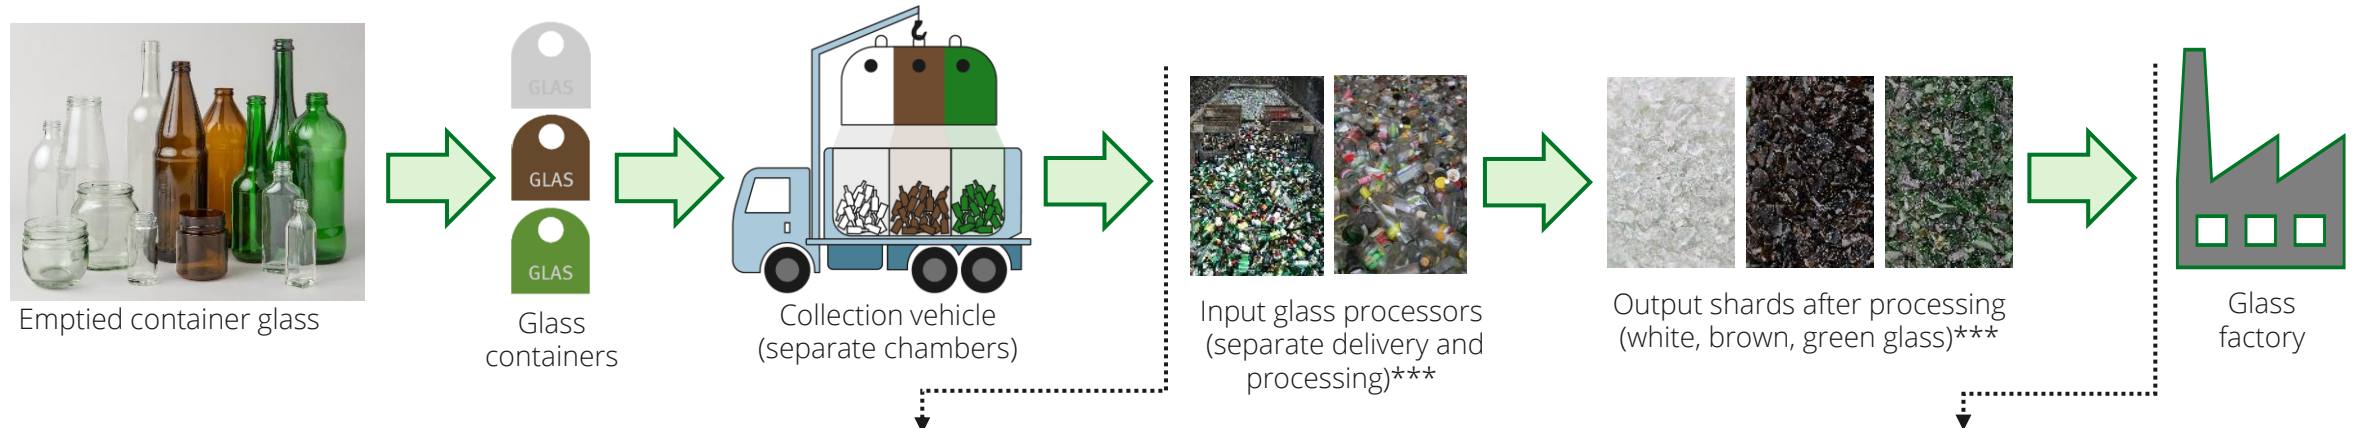 Emptied container glass
GLAS
GLAS
GLAS
Glass
containers
Collection vehicle
(separate chambers)
Input glass processors
(separate delivery and
processing)***
Output shards after processing
(white, brown, green glass)***
Glass
factory